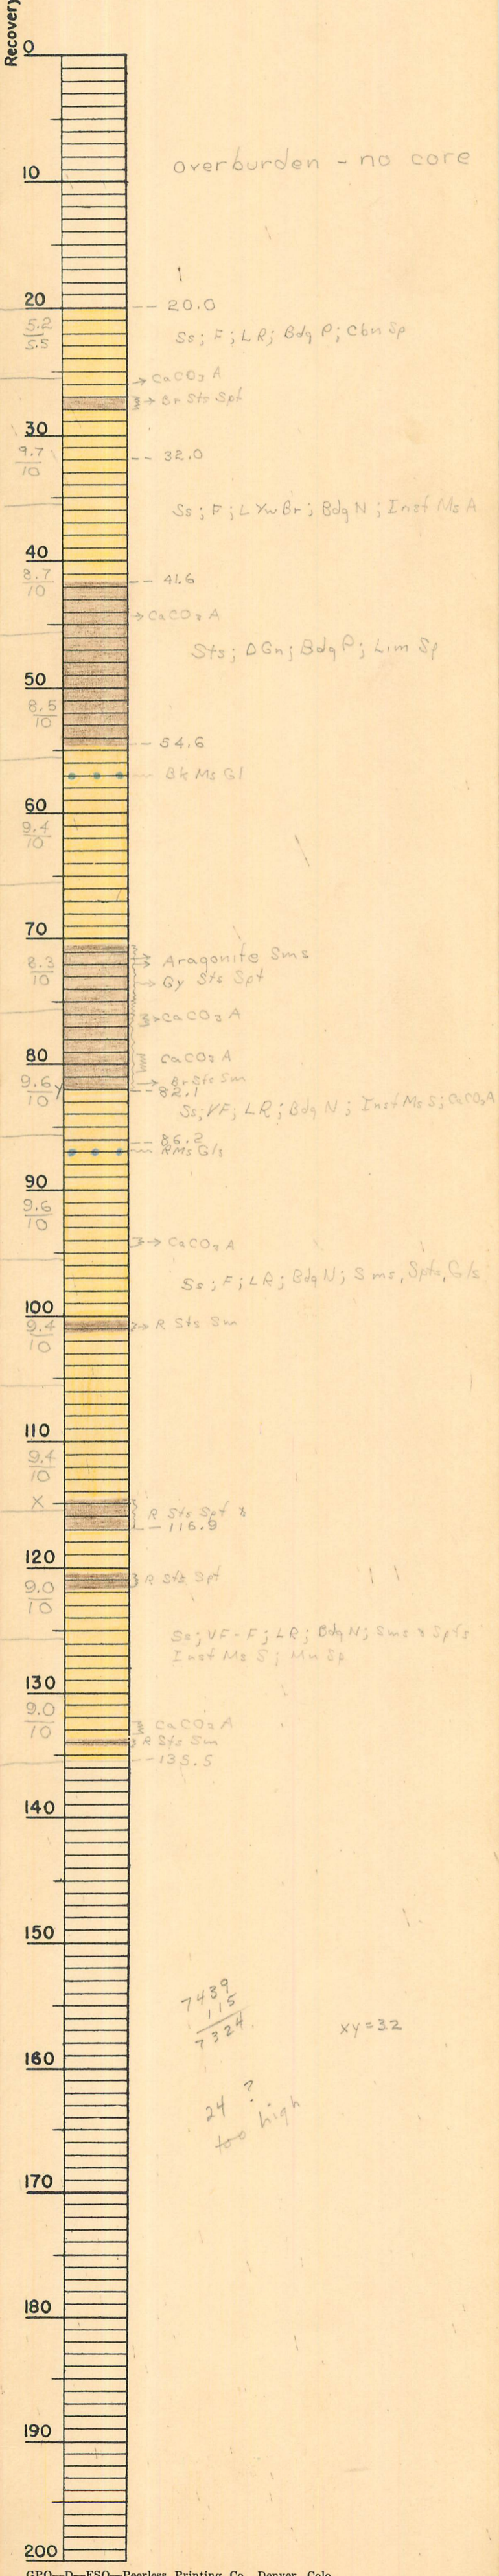 Recovery
0
overburden - no core
10
20
-- 20.0
5.2
5.5
Ss; F; LR; Bdg P; Cbn Sp
→ CaCO3 A
→ Br Sts Spt
30
9.7
10
-- 32.0
Ss; F; L Yw Br; Bdg N; Inst Ms A
40
8.7
10
-- 41.6
→ CaCO3 A
Sts; DGn; Bdg P; Lim Sp
50
8.5
10
-- 54.6
Bk Ms Gl
60
9.4
10
70
8.3
10
→ Aragonite Sms
→ Gy Sts Spt
→ CaCO3 A
80
CaCO3 A
9.6 y
10
→ Br Sts Sm
-- 82.1
Ss; VF; LR; Bdg N; Inst Ms S; CaCO3 A
-- 86.2
R Ms Gls
90
9.6
10
→ CaCO3 A
Ss; F; LR; Bdg N; Sms, Spts, Gls
100
9.4
10
→ R Sts Sm
110
9.4
10
X
R Sts Spt &
-- 116.9
120
9.0
10
R Sts Spt
Ss; VF-F; LR; Bdg N; Sms & Spts
Inst Ms S; Mn Sp
130
9.0
10
CaCO3 A
R Sts Sm
-- 135.5
140
150
7439
115
7324
xy = 32
160
24 ?
too high
170
180
190
200
GPO—D—FSO—Peerless Printing Co., Denver, Colo.